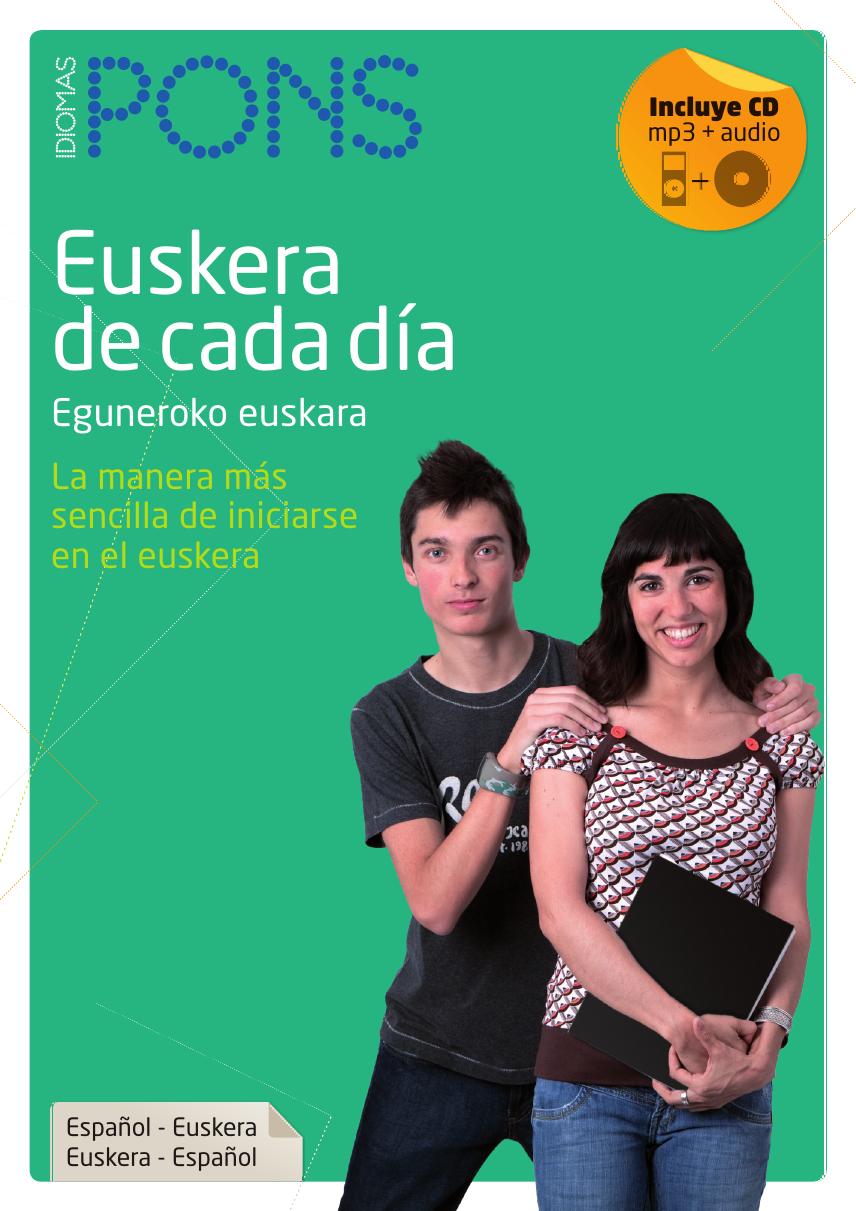 IDIOMAS
PONS
Incluye CD
mp3 + audio
+
Euskera
de cada día
Eguneroko euskara
La manera más
sencilla de iniciarse
en el euskera
Español - Euskera
Euskera - Español